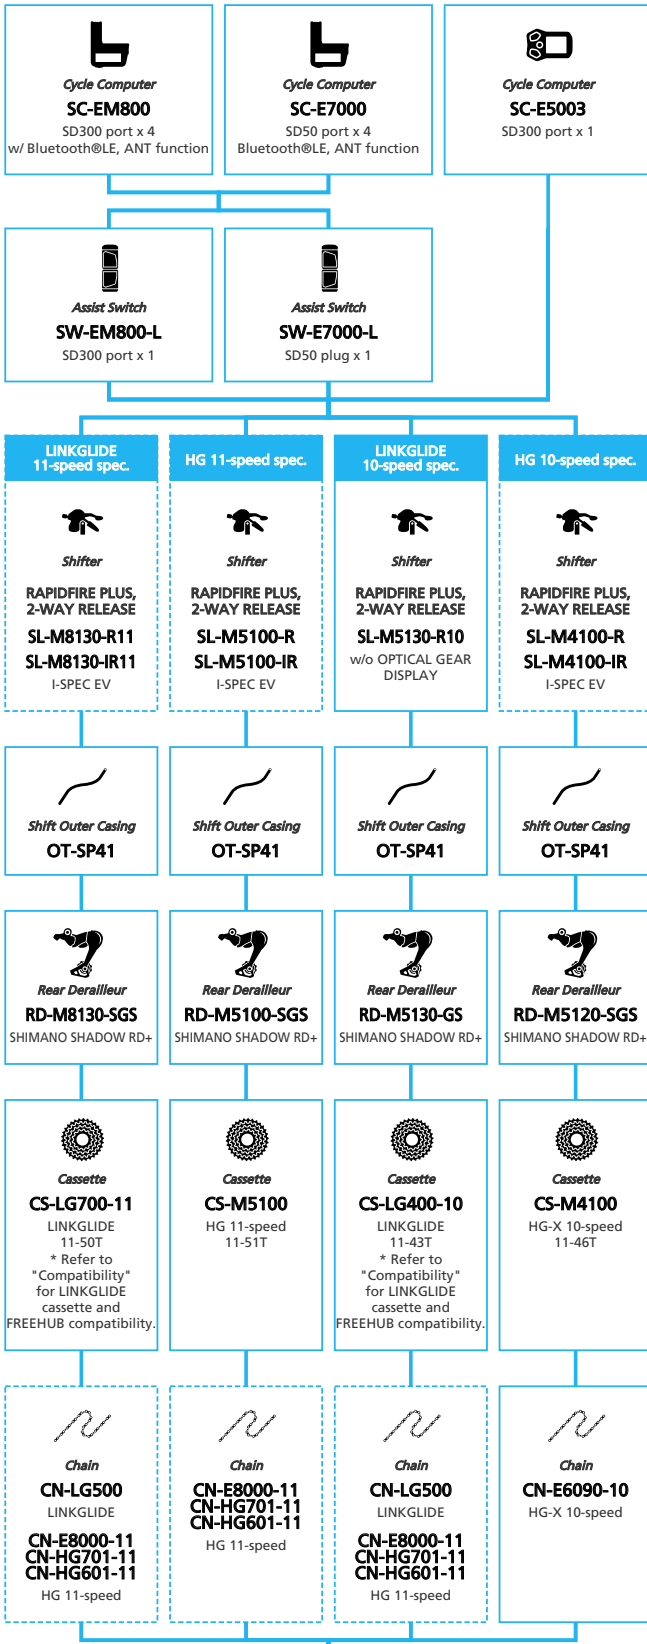 Cycle Computer
SC-EM800
SD300 port x 4
w/ Bluetooth®LE, ANT function
Cycle Computer
SC-E7000
SD50 port x 4
Bluetooth®LE, ANT function
Cycle Computer
SC-E5003
SD300 port x 1
Assist Switch
SW-EM800-L
SD300 port x 1
Assist Switch
SW-E7000-L
SD50 plug x 1
LINKGLIDE
11-speed spec.
Shifter
RAPIDFIRE PLUS,
2-WAY RELEASE
SL-M8130-R11
SL-M8130-IR11
I-SPEC EV
HG 11-speed spec.
Shifter
RAPIDFIRE PLUS,
2-WAY RELEASE
SL-M5100-R
SL-M5100-IR
I-SPEC EV
LINKGLIDE
10-speed spec.
Shifter
RAPIDFIRE PLUS,
2-WAY RELEASE
SL-M5130-R10
w/o OPTICAL GEAR
DISPLAY
HG 10-speed spec.
Shifter
RAPIDFIRE PLUS,
2-WAY RELEASE
SL-M4100-R
SL-M4100-IR
I-SPEC EV
Shift Outer Casing
OT-SP41
Shift Outer Casing
OT-SP41
Shift Outer Casing
OT-SP41
Shift Outer Casing
OT-SP41
Rear Derailleur
RD-M8130-SGS
SHIMANO SHADOW RD+
Rear Derailleur
RD-M5100-SGS
SHIMANO SHADOW RD+
Rear Derailleur
RD-M5130-GS
SHIMANO SHADOW RD+
Rear Derailleur
RD-M5120-SGS
SHIMANO SHADOW RD+
Cassette
CS-LG700-11
LINKGLIDE
11-50T
* Refer to
"Compatibility"
for LINKGLIDE
cassette and
FREEHUB compatibility.
Cassette
CS-M5100
HG 11-speed
11-51T
Cassette
CS-LG400-10
LINKGLIDE
11-43T
* Refer to
"Compatibility"
for LINKGLIDE
cassette and
FREEHUB compatibility.
Cassette
CS-M4100
HG-X 10-speed
11-46T
Chain
CN-LG500
LINKGLIDE
CN-E8000-11
CN-HG701-11
CN-HG601-11
HG 11-speed
Chain
CN-E8000-11
CN-HG701-11
CN-HG601-11
HG 11-speed
Chain
CN-LG500
LINKGLIDE
CN-E8000-11
CN-HG701-11
CN-HG601-11
HG 11-speed
Chain
CN-E6090-10
HG-X 10-speed